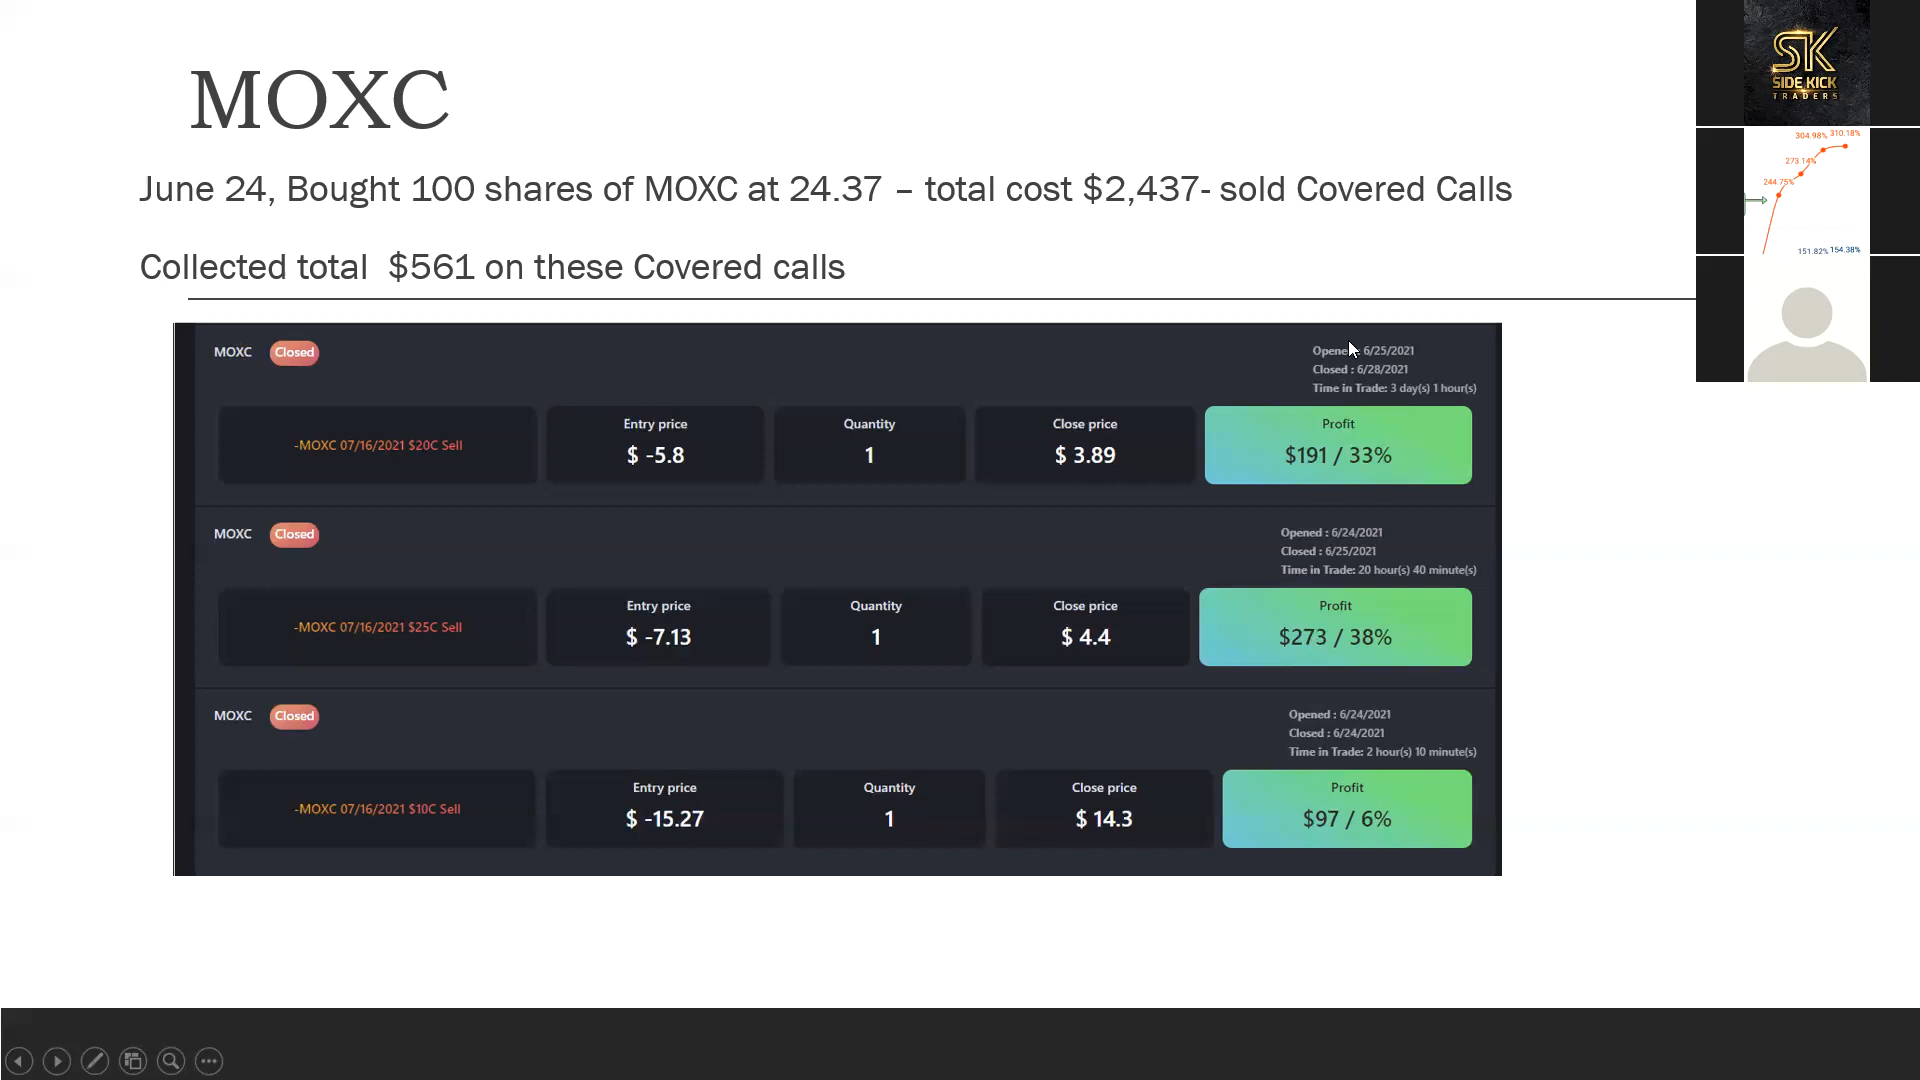 MOXC
June 24, Bought 100 shares of MOXC at 24.37 – total cost $2,437- sold Covered Calls
Collected total $561 on these Covered calls
MOXC Closed
Opened : 6/25/2021
Closed : 6/28/2021
Time in Trade: 3 day(s) 1 hour(s)
-MOXC 07/16/2021 $20C Sell
Entry price
$ -5.8
Quantity
1
Close price
$ 3.89
Profit
$191 / 33%
MOXC Closed
Opened : 6/24/2021
Closed : 6/25/2021
Time in Trade: 20 hour(s) 40 minute(s)
-MOXC 07/16/2021 $25C Sell
Entry price
$ -7.13
Quantity
1
Close price
$ 4.4
Profit
$273 / 38%
MOXC Closed
Opened : 6/24/2021
Closed : 6/24/2021
Time in Trade: 2 hour(s) 10 minute(s)
-MOXC 07/16/2021 $10C Sell
Entry price
$ -15.27
Quantity
1
Close price
$ 14.3
Profit
$97 / 6%
SK
SIDE KICK
TRADERS
304.98% 310.18%
273.14%
244.75%
151.82% 154.38%